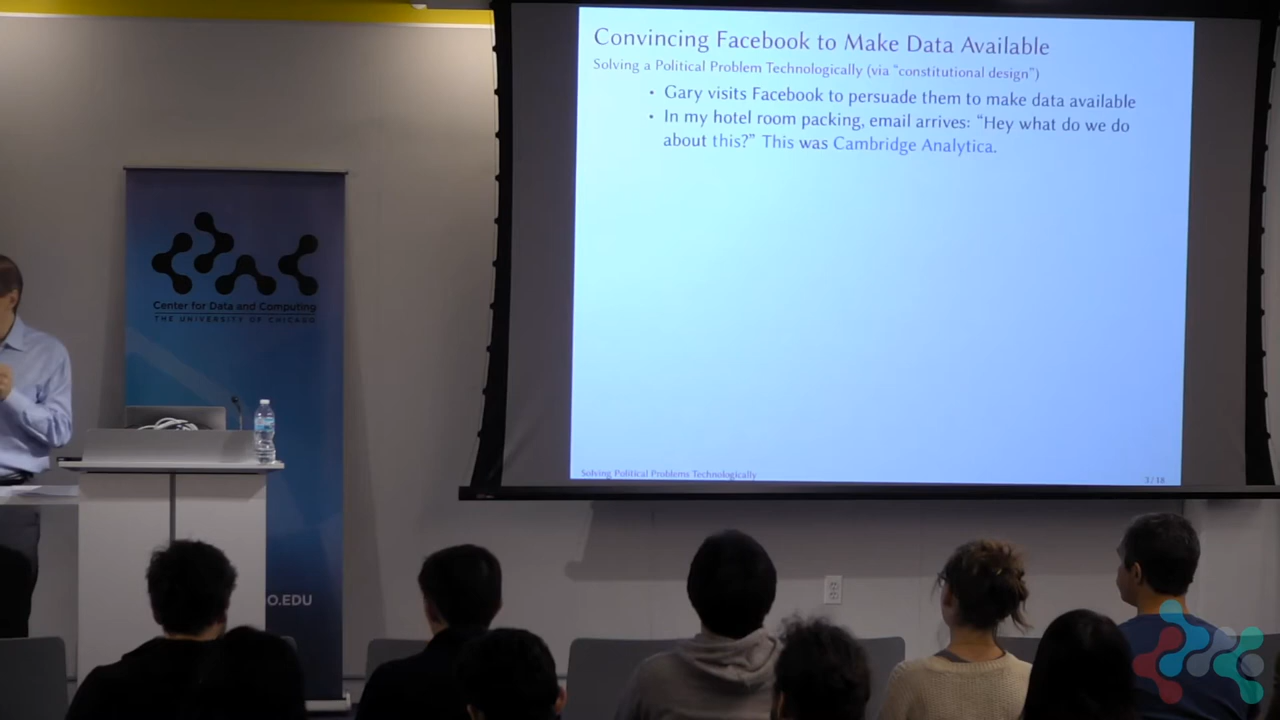 Convincing Facebook to Make Data Available
Solving a Political Problem Technologically (via “constitutional design”)
• Gary visits Facebook to persuade them to make data available
• In my hotel room packing, email arrives: “Hey what do we do
about this?” This was Cambridge Analytica.
Solving Political Problems Technologically
3/18
Center for Data and Computing
THE UNIVERSITY OF CHICAGO
O.EDU